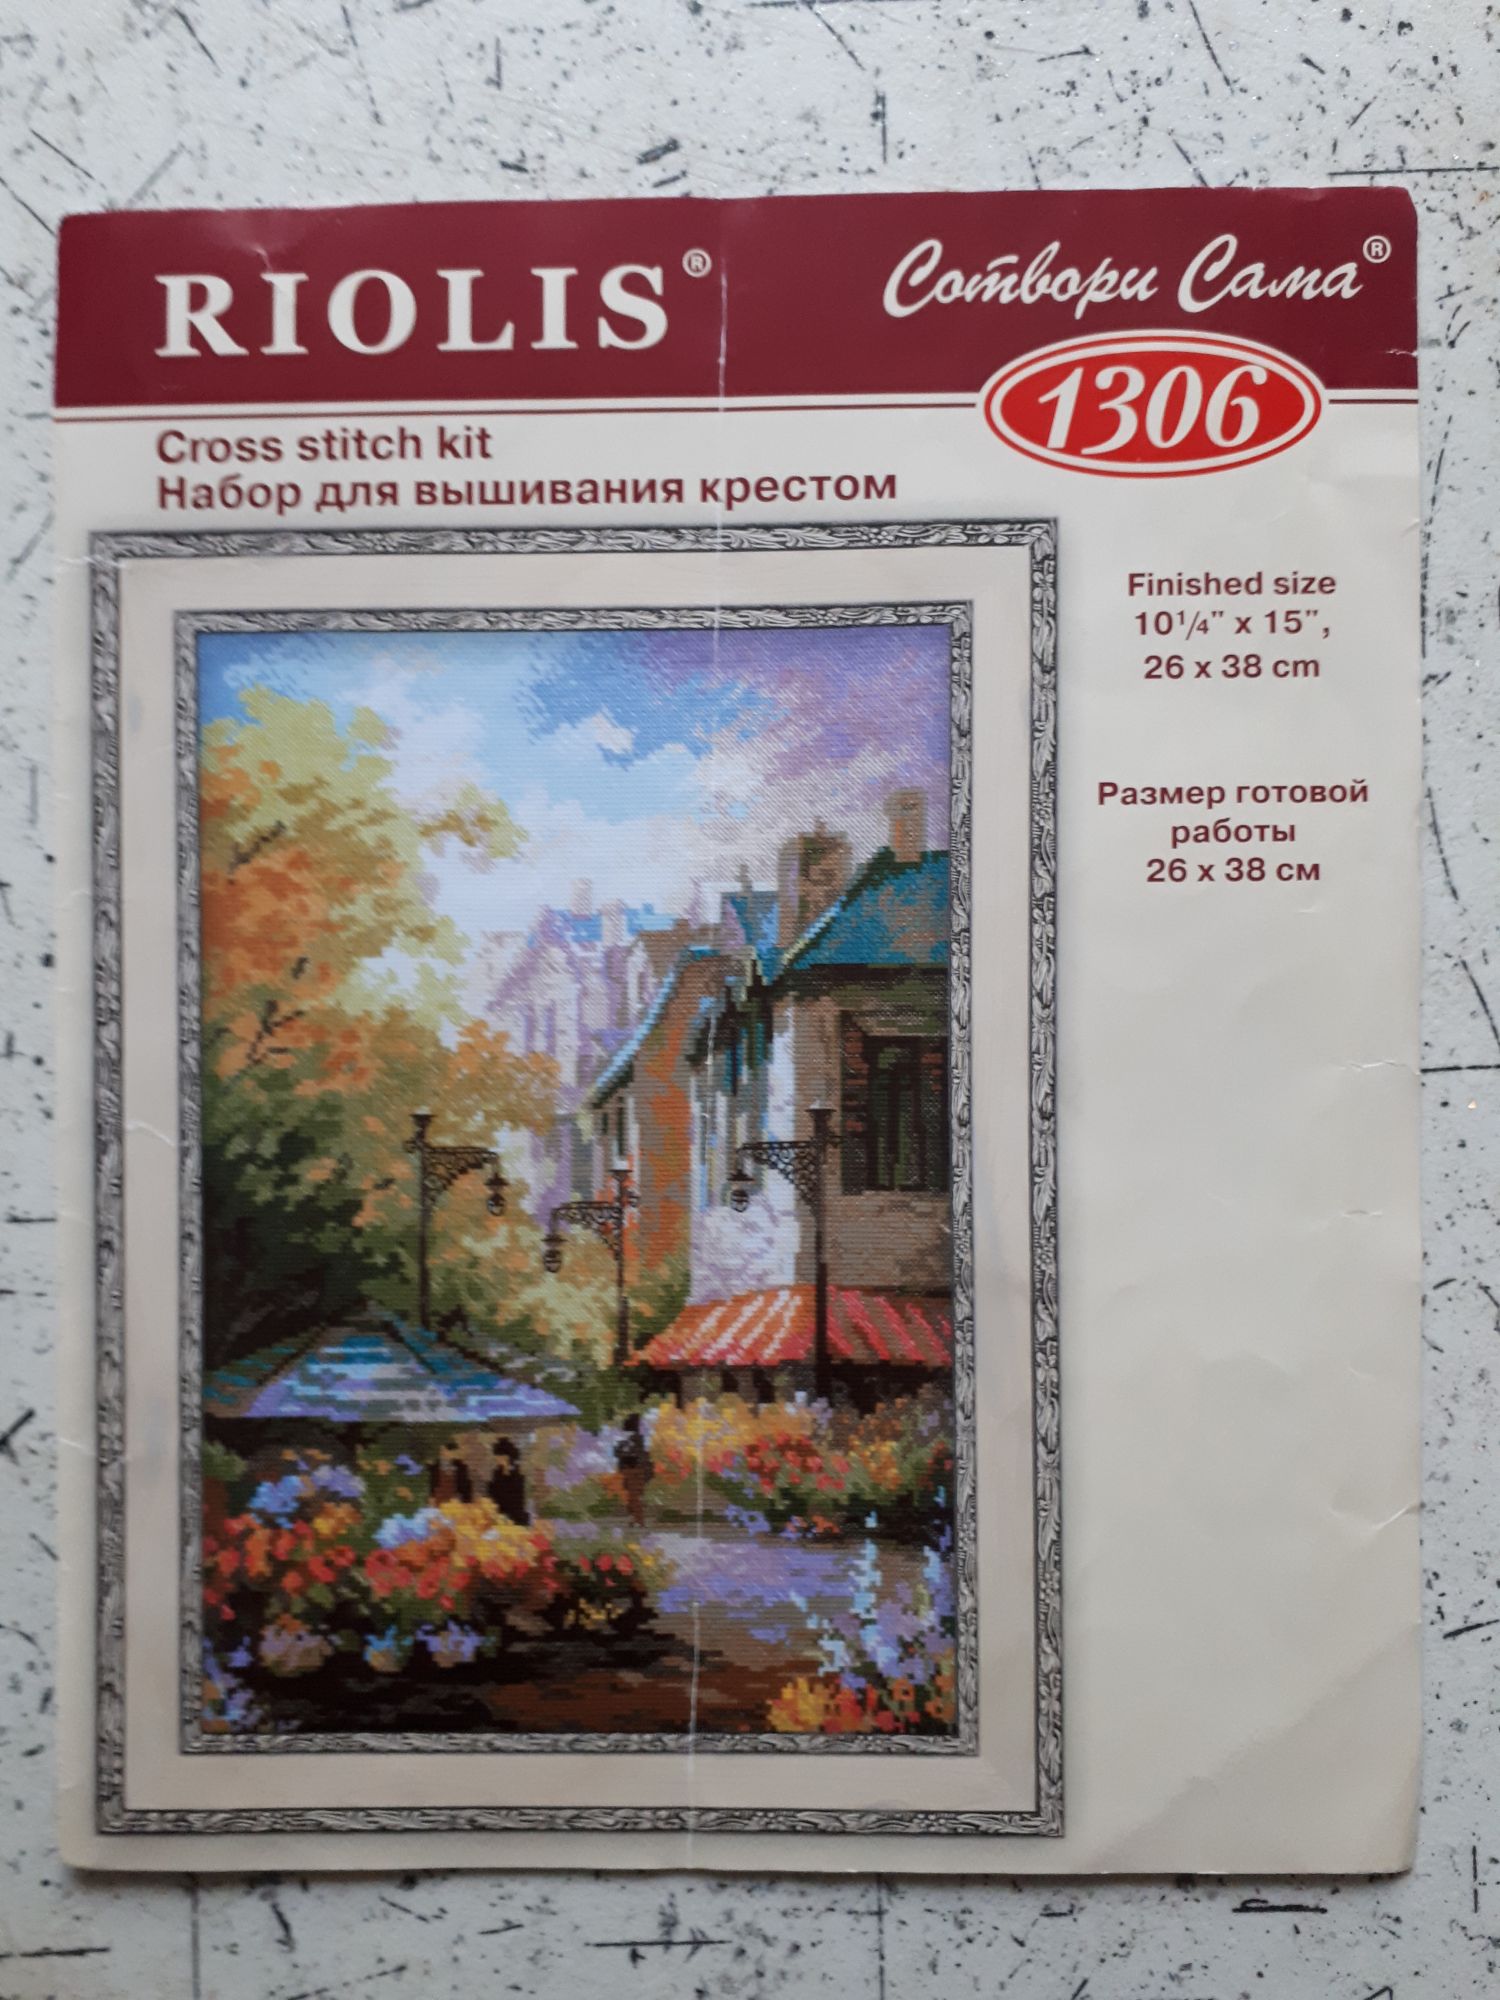 RIOLIS®
Сотвори Сама®
1306
Cross stitch kit
Набор для вышивания крестом
Finished size
10¼" x 15",
26 x 38 cm
Размер готовой
работы
26 x 38 см